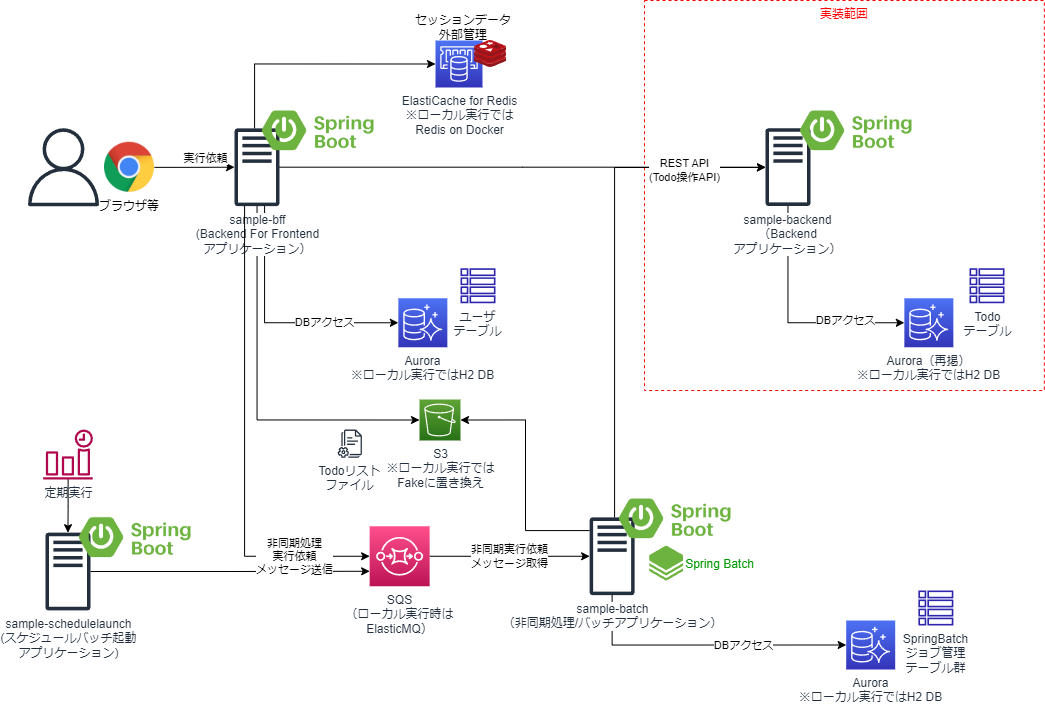 セッションデータ
外部管理
ElastiCache for Redis
※ローカル実行では
Redis on Docker
実装範囲
Spring
Boot
実行依頼
ブラウザ等
sample-bff
(Backend For Frontend
アプリケーション)
REST API
(Todo操作API)
Spring
Boot
sample-backend
（Backend
アプリケーション）
DBアクセス
ユーザ
テーブル
Aurora
※ローカル実行ではH2 DB
DBアクセス
Todo
テーブル
Aurora（再掲）
※ローカル実行ではH2 DB
S3
※ローカル実行では
Fakeに置き換え
Todoリスト
ファイル
定期実行
Spring
Boot
sample-schedulelaunch
(スケジュールバッチ起動
アプリケーション)
非同期処理
実行依頼
メッセージ送信
SQS
（ローカル実行時は
ElasticMQ）
非同期実行依頼
メッセージ取得
Spring
Boot
Spring Batch
sample-batch
（非同期処理/バッチアプリケーション）
DBアクセス
SpringBatch
ジョブ管理
テーブル群
Aurora
※ローカル実行ではH2 DB